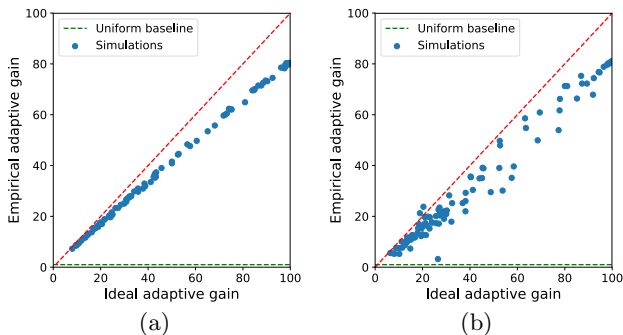 Uniform baseline
Simulations
Empirical adaptive gain
100
80
60
40
20
0
0 20 40 60 80 100
Ideal adaptive gain
(a)
Uniform baseline
Simulations
Empirical adaptive gain
100
80
60
40
20
0
0 20 40 60 80 100
Ideal adaptive gain
(b)